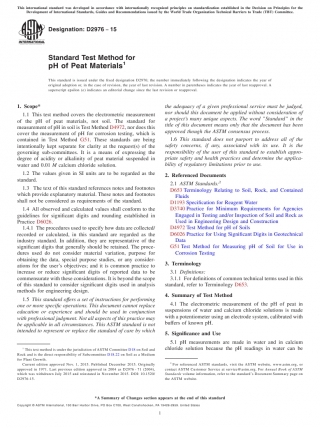 This international standard was developed in accordance with internationally recognized principles on standardization established in the Decision on Principles for the
Development of International Standards, Guides and Recommendations issued by the World Trade Organization Technical Barriers to Trade (TBT) Committee.
Designation: D2976 − 15
Standard Test Method for
pH of Peat Materials1
This standard is issued under the fixed designation D2976; the number immediately following the designation indicates the year of
original adoption or, in the case of revision, the year of last revision. A number in parentheses indicates the year of last reapproval. A
superscript epsilon (ε) indicates an editorial change since the last revision or reapproval.
1. Scope*
1.1 This test method covers the electrometric measurement
of the pH of peat materials, not soil. The standard for
measurement of pH in soil is Test Method D4972, nor does this
cover the measurement of pH for corrosion testing, which is
contained in Test Method G51. These standards are being
intentionally kept separate for clarity at the request(s) of the
governing sub-committees. It is a means of expressing the
degree of acidity or alkalinity of peat material suspended in
water and 0.01 M calcium chloride solution.
1.2 The values given in SI units are to be regarded as the
standard.
1.3 The text of this standard references notes and footnotes
which provide explanatory material. These notes and footnotes
shall not be considered as requirements of the standard.
1.4 All observed and calculated values shall conform to the
guidelines for significant digits and rounding established in
Practice D6026.
1.4.1 The procedures used to specify how data are collected
recorded or calculated, in this standard are regarded as the
industry standard. In addition, they are representative of the
significant digits that generally should be retained. The proce-
dures used do not consider material variation, purpose for
obtaining the data, special purpose studies, or any consider-
ations for the user's objectives; and it is common practice to
increase or reduce significant digits of reported data to be
commensurate with these considerations. It is beyond the scope
of this standard to consider significant digits used in analysis
methods for engineering design.
1.5 This standard offers a set of instructions for performing
one or more specific operations. This document cannot replace
education or experience and should be used in conjunction
with professional judgment. Not all aspects of this practice may
be applicable in all circumstances. This ASTM standard is not
intended to represent or replace the standard of care by which
1 This test method is under the jurisdiction of ASTM Committee D18 on Soil and
Rock and is the direct responsibility of Subcommittee D18.22 on Soil as a Medium
for Plant Growth.
Current edition approved Nov. 1, 2015. Published December 2015. Originally
approved in 1971. Last previous edition approved in 2004 as D2976– 71 (2004),
which was withdrawn July 2013 and reinstated in November 2015. DOI: 10.1520/
D2976-15.
the adequacy of a given professional service must be judged,
nor should this document be applied without consideration of
a project's many unique aspects. The word "Standard" in the
title of this document means only that the document has been
approved though the ASTM consensus process.
1.6 This standard does not purport to address all of the
safety concerns, if any, associated with its use. It is the
responsibility of the user of this standard to establish appro-
priate safety and health practices and determine the applica-
bility of regulatory limitations prior to use.
2. Referenced Documents
2.1 ASTM Standards:2
D653 Terminology Relating to Soil, Rock, and Contained
Fluids
D1193 Specification for Reagent Water
D3740 Practice for Minimum Requirements for Agencies
Engaged in Testing and/or Inspection of Soil and Rock as
Used in Engineering Design and Construction
D4972 Test Method for pH of Soils
D6026 Practice for Using Significant Digits in Geotechnical
Data
G51 Test Method for Measuring pH of Soil for Use in
Corrosion Testing
3. Terminology
3.1 Definitions:
3.1.1 For definitions of common technical terms used in this
standard, refer to Terminology D653.
4. Summary of Test Method
4.1 The electrometric measurement of the pH of peat in
suspensions of water and calcium chloride solutions is made
with a potentiometer using an electrode system, calibrated with
buffers of known pH.
5. Significance and Use
5.1 pH measurements are made in water and in calcium
chloride solution because the pH readings in water can be
2 For referenced ASTM standards, visit the ASTM website, www.astm.org, or
contact ASTM Customer Service at service@astm.org. For Annual Book of ASTM
Standards volume information, refer to the standard's Document Summary page on
the ASTM website.
*A Summary of Changes section appears at the end of this standard
Copyright © ASTM International, 100 Barr Harbor Drive, PO Box C700, West Conshohocken, PA 19428-2959. United States
1